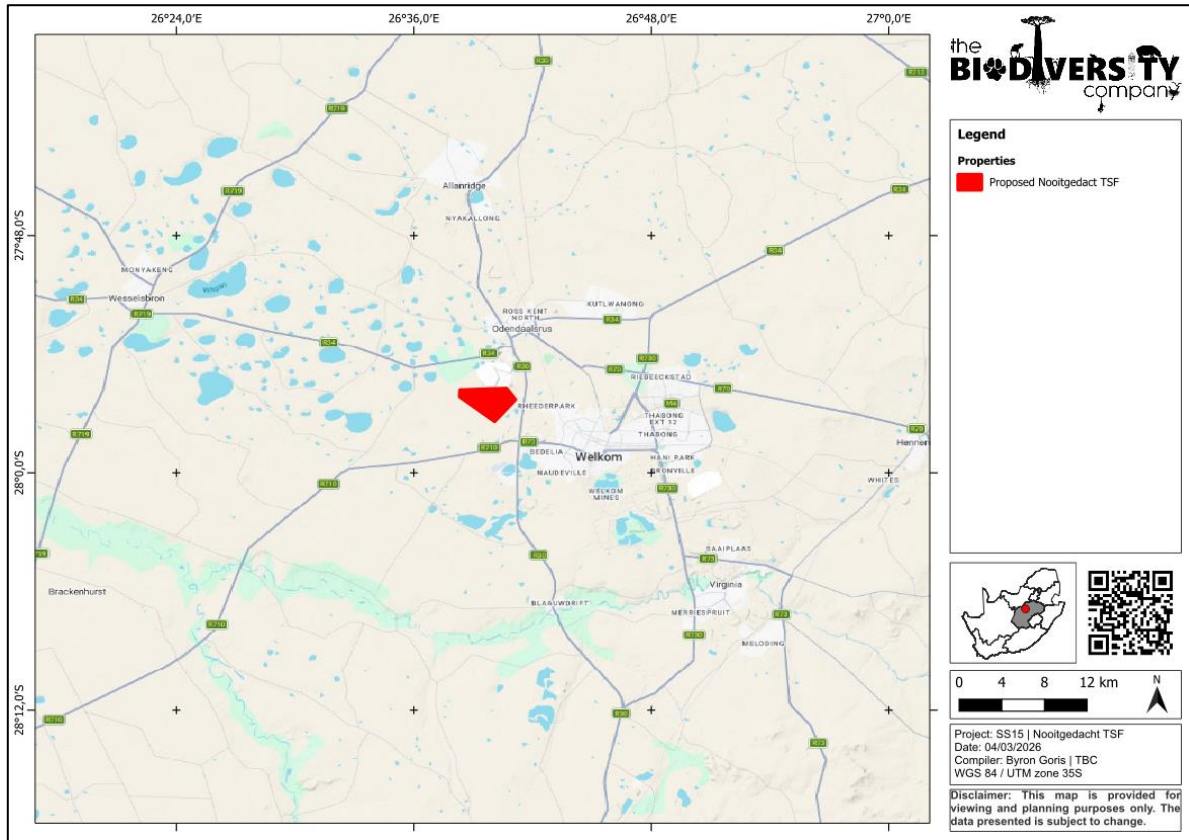 26°24,0'E 26°36,0'E 26°48,0'E 27°0,0'E
27°48,0'S
28°0,0'S
28°12,0'S
R30
R719
R34
Allainridge
NYAKALLONG
R719
R34
R34
MONYAKENG
Wesselsbron
R34
R719
ROSS KENT
NORTH
Odendaalsrus
KUTLWANONG
R34
R34
R34
R30
R730
R70
RIEBEECKSTAD
R70
RHEEDERPARK
THABONG
EXT 12
THABONG
R719
R710
BEDELIA
Welkom
HANI PARK
BRONVILLE
NAUDEVILLE
WELKOM
MINES
R730
WHITES
R710
R30
SAAIPLAAS
R73
Virginia
Brackenhurst
BLAAUWDRIFT
MERRIESPRUIT
R73
R710
R730
MELODING
R710
R30
R73
the
BIODIVERSITY
company
Legend
Properties
Proposed Nooitgedact TSF
0 4 8 12 km
N
Project: SS15 | Nooitgedacht TSF
Date: 04/03/2026
Compiler: Byron Goris | TBC
WGS 84 / UTM zone 35S
Disclaimer: This map is provided for
viewing and planning purposes only. The
data presented is subject to change.